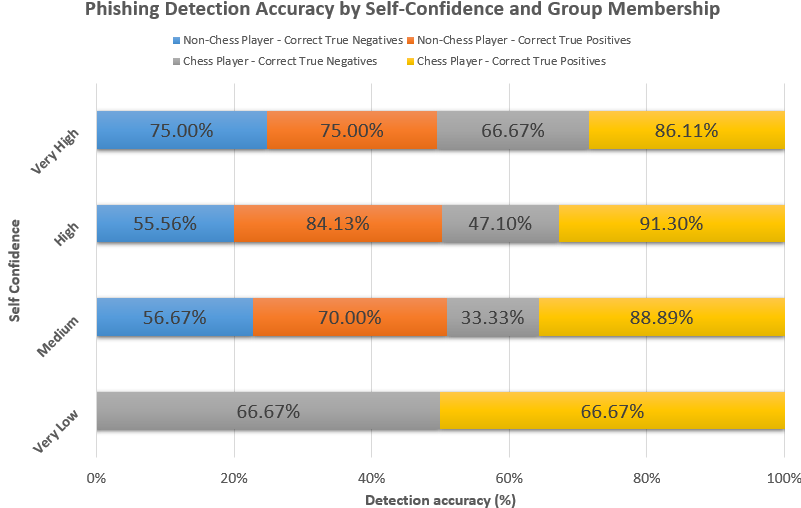 Phishing Detection Accuracy by Self-Confidence and Group Membership
Non-Chess Player - Correct True Negatives
Non-Chess Player - Correct True Positives
Chess Player - Correct True Negatives
Chess Player - Correct True Positives
Self Confidence
Very High
75.00%
75.00%
66.67%
86.11%
High
55.56%
84.13%
47.10%
91.30%
Medium
56.67%
70.00%
33.33%
88.89%
Very Low
66.67%
66.67%
0%
20%
40%
60%
80%
100%
Detection accuracy (%)